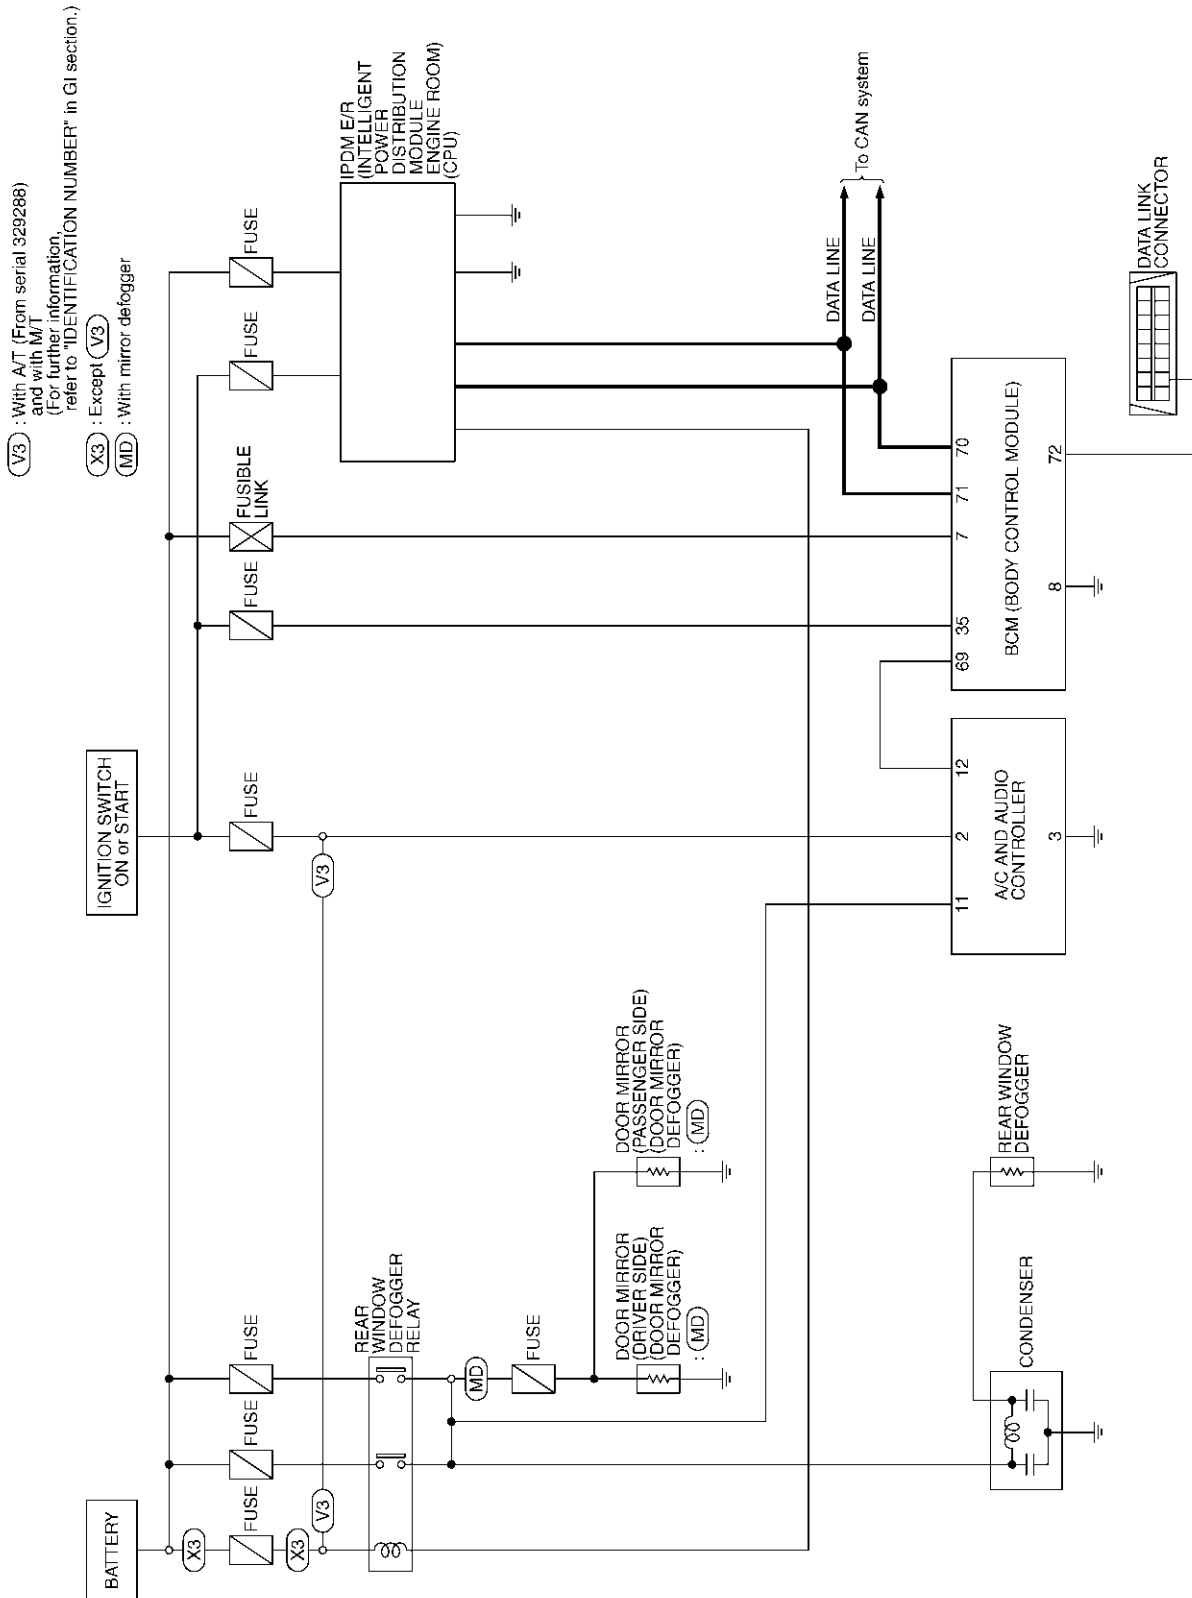 V3 : With A/T (From serial 329288)
and with M/T
(For further information,
refer to "IDENTIFICATION NUMBER" in GI section.)
X3 : Except V3
MD : With mirror defogger
BATTERY
IGNITION SWITCH
ON or START
X3
FUSE
X3
V3
FUSE
FUSE
FUSE
V3
FUSE
FUSIBLE
LINK
FUSE
FUSE
IPDM E/R
(INTELLIGENT
POWER
DISTRIBUTION
MODULE
ENGINE ROOM)
(CPU)
REAR
WINDOW
DEFOGGER
RELAY
MD
FUSE
DOOR MIRROR
(DRIVER SIDE)
(DOOR MIRROR
DEFOGGER)
: MD
DOOR MIRROR
(PASSENGER SIDE)
(DOOR MIRROR
DEFOGGER)
: MD
DATA LINE
DATA LINE
To CAN system
CONDENSER
REAR WINDOW
DEFOGGER
11
2
12
A/C AND AUDIO
CONTROLLER
3
69
35
7
71
70
BCM (BODY CONTROL MODULE)
8
72
DATA LINK
CONNECTOR